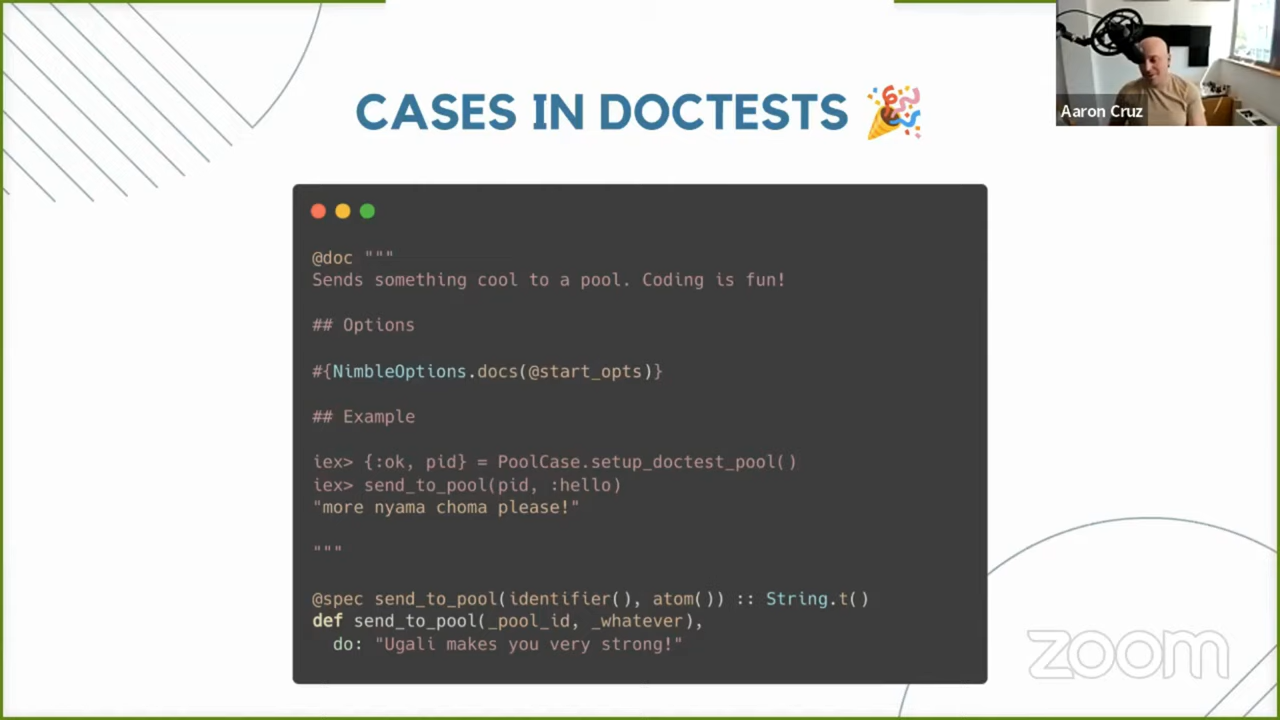 CASES IN DOCTESTS 🎉
Aaron Cruz
@doc """
Sends something cool to a pool. Coding is fun!
## Options
#{NimbleOptions.docs(@start_opts)}
## Example
iex> {:ok, pid} = PoolCase.setup_doctest_pool()
iex> send_to_pool(pid, :hello)
"more nyama choma please!"
"""
@spec send_to_pool(identifier(), atom()) :: String.t()
def send_to_pool(_pool_id, _whatever),
do: "Ugali makes you very strong!"
zoom